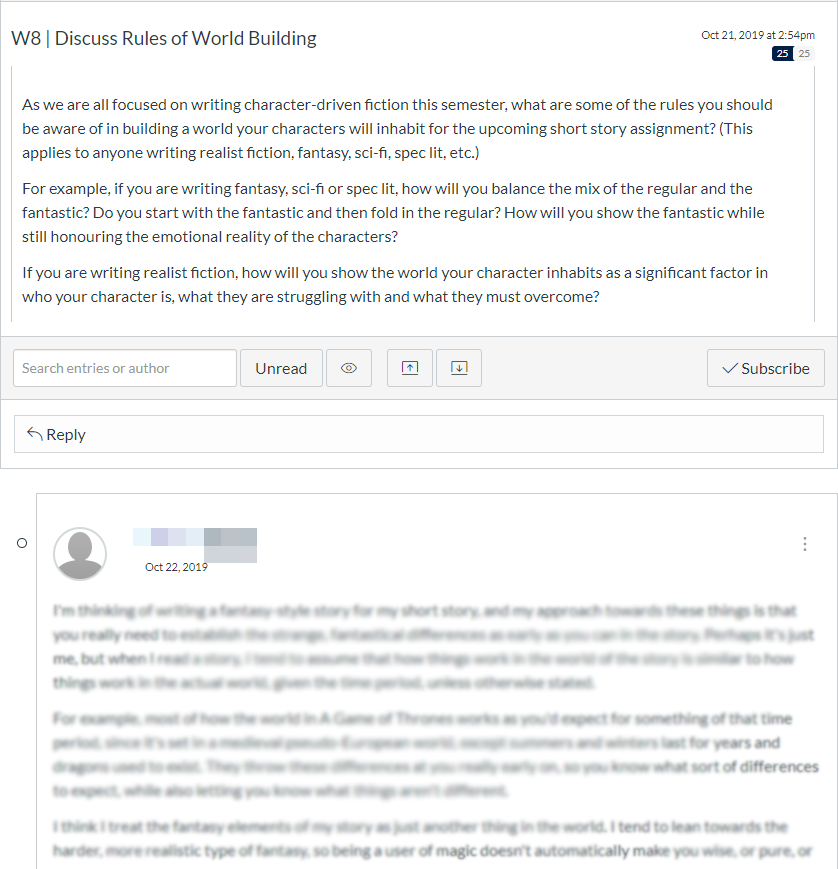 W8 | Discuss Rules of World Building
Oct 21, 2019 at 2:54pm
25 25
As we are all focused on writing character-driven fiction this semester, what are some of the rules you should
be aware of in building a world your characters will inhabit for the upcoming short story assignment? (This
applies to anyone writing realist fiction, fantasy, sci-fi, spec lit, etc.)
For example, if you are writing fantasy, sci-fi or spec lit, how will you balance the mix of the regular and the
fantastic? Do you start with the fantastic and then fold in the regular? How will you show the fantastic while
still honouring the emotional reality of the characters?
If you are writing realist fiction, how will you show the world your character inhabits as a significant factor in
who your character is, what they are struggling with and what they must overcome?
Search entries or author
Unread
Subscribe
Reply
Oct 22, 2019
I'm thinking of writing a fantasy-style story for my short story, and my approach towards these things is that
you really need to establish the strange, fantastical differences as early as you can in the story. Perhaps it's just
me, but when I read a story, I tend to assume that how things work in the world of the story is similar to how
things work in the actual world, given the time period, unless otherwise stated.
For example, most of how the world in A Game of Thrones works as you'd expect for something of that time
period, since it's set in a medieval pseudo-European world, except summers and winters last for years and
dragons used to exist. They throw these differences at you really early on, so you know what sort of differences
to expect, while also letting you know what things aren't different.
I think I treat the fantasy elements of my story as just another thing in the world. I tend to lean towards the
harder, more realistic type of fantasy, so being a user of magic doesn't automatically make you wise, or pure, or